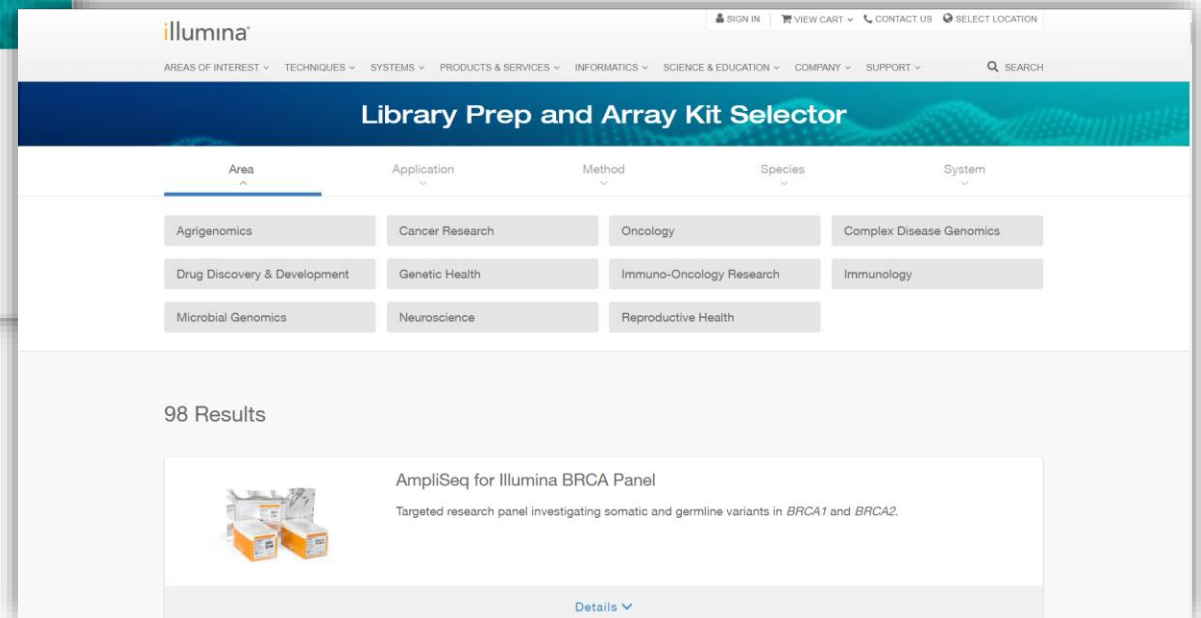 SIGN IN VIEW CART CONTACT US SELECT LOCATION
illumina®
AREAS OF INTEREST TECHNIQUES SYSTEMS PRODUCTS & SERVICES INFORMATICS SCIENCE & EDUCATION COMPANY SUPPORT SEARCH
Library Prep and Array Kit Selector
Area Application Method Species System
Agrigenomics Cancer Research Oncology Complex Disease Genomics
Drug Discovery & Development Genetic Health Immuno-Oncology Research Immunology
Microbial Genomics Neuroscience Reproductive Health
98 Results
AmpliSeq for Illumina BRCA Panel
Targeted research panel investigating somatic and germline variants in BRCA1 and BRCA2.
Details